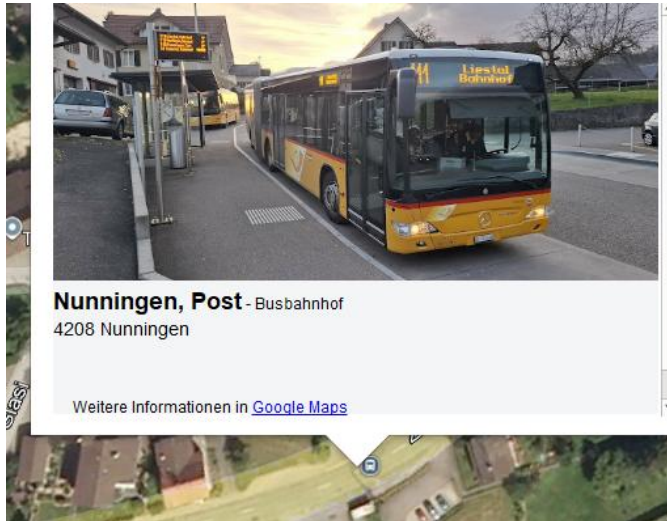 111 Liestal
Bahnhof
Nunningen, Post - Busbahnhof
4208 Nunningen
Weitere Informationen in Google Maps